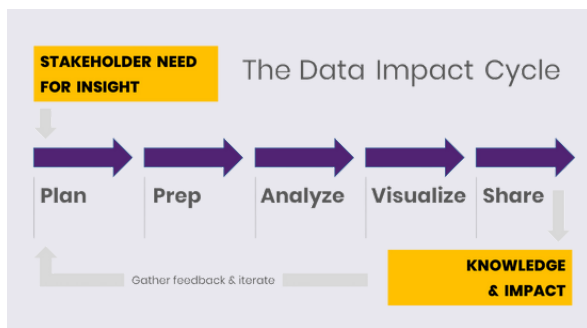 STAKEHOLDER NEED
FOR INSIGHT
The Data Impact Cycle
Plan
Prep
Analyze
Visualize
Share
Gather feedback & iterate
KNOWLEDGE
& IMPACT